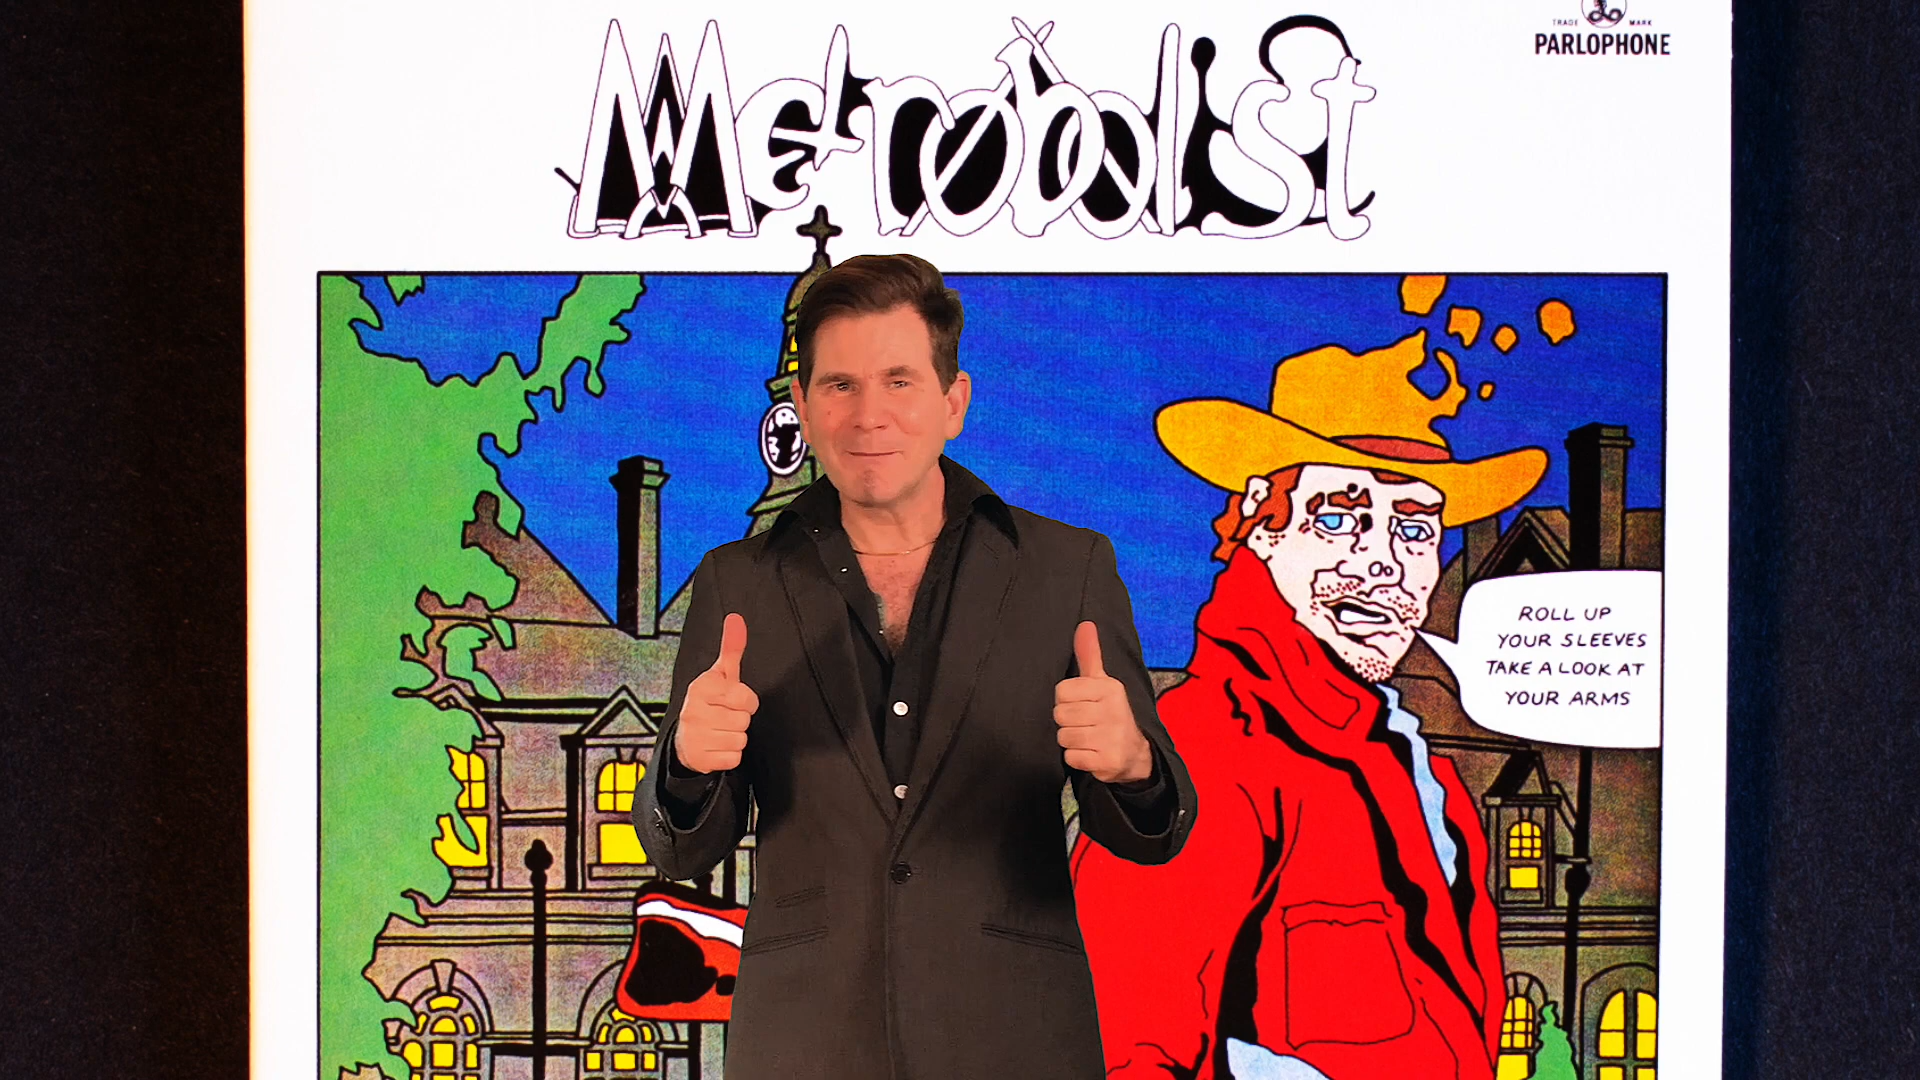 Metrobolist
TRADE MARK
PARLOPHONE
ROLL UP
YOUR SLEEVES
TAKE A LOOK AT
YOUR ARMS